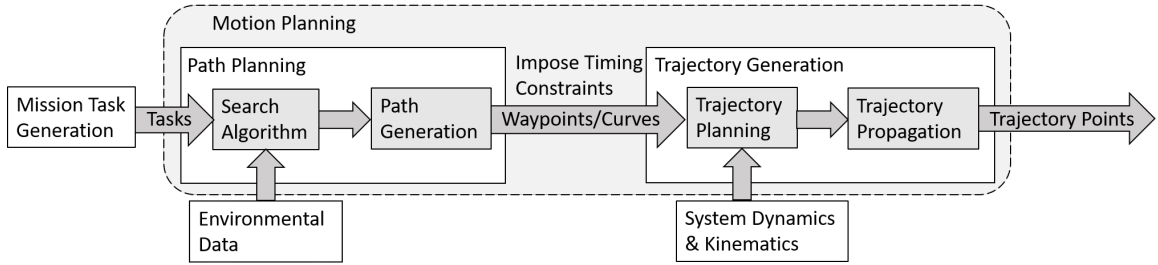 Motion Planning
Path Planning
Impose Timing
Constraints
Trajectory Generation
Mission Task
Generation
Tasks
Search
Algorithm
Path
Generation
Waypoints/Curves
Trajectory
Planning
Trajectory
Propagation
Trajectory Points
Environmental
Data
System Dynamics
& Kinematics